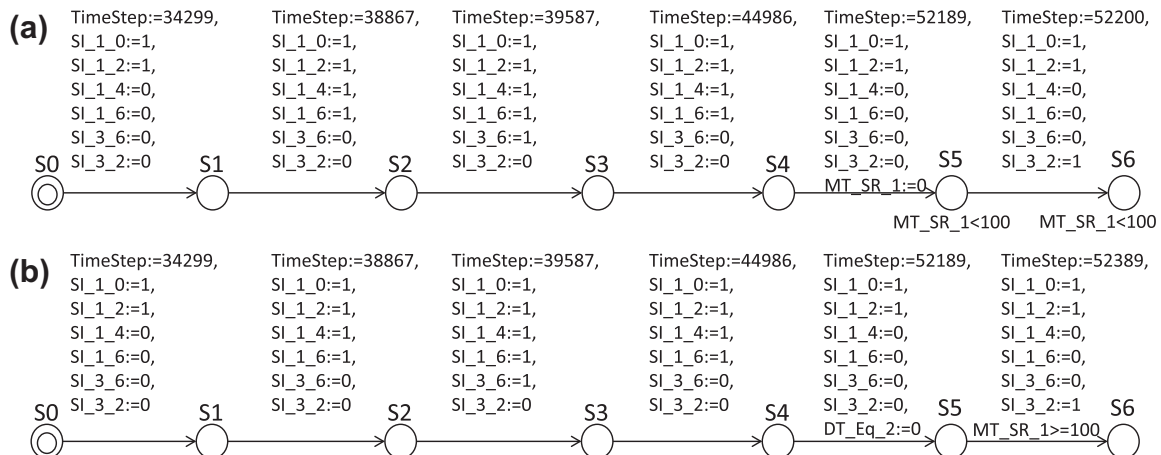 (a)
TimeStep:=34299, TimeStep:=38867, TimeStep:=39587, TimeStep:=44986, TimeStep:=52189, TimeStep:=52200,
SI_1_0:=1, SI_1_0:=1, SI_1_0:=1, SI_1_0:=1, SI_1_0:=1, SI_1_0:=1,
SI_1_2:=1, SI_1_2:=1, SI_1_2:=1, SI_1_2:=1, SI_1_2:=1, SI_1_2:=1,
SI_1_4:=0, SI_1_4:=1, SI_1_4:=1, SI_1_4:=1, SI_1_4:=0, SI_1_4:=0,
SI_1_6:=0, SI_1_6:=1, SI_1_6:=1, SI_1_6:=1, SI_1_6:=0, SI_1_6:=0,
SI_3_6:=0, SI_3_6:=0, SI_3_6:=1, SI_3_6:=0, SI_3_6:=0, SI_3_6:=0,
SI_3_2:=0 SI_3_2:=0 SI_3_2:=0 SI_3_2:=0 SI_3_2:=0, SI_3_2:=1
S0 S1 S2 S3 S4 S5 S6
MT_SR_1:=0
MT_SR_1<100 MT_SR_1<100
(b)
TimeStep:=34299, TimeStep:=38867, TimeStep:=39587, TimeStep:=44986, TimeStep:=52189, TimeStep:=52389,
SI_1_0:=1, SI_1_0:=1, SI_1_0:=1, SI_1_0:=1, SI_1_0:=1, SI_1_0:=1,
SI_1_2:=1, SI_1_2:=1, SI_1_2:=1, SI_1_2:=1, SI_1_2:=1, SI_1_2:=1,
SI_1_4:=0, SI_1_4:=1, SI_1_4:=1, SI_1_4:=1, SI_1_4:=0, SI_1_4:=0,
SI_1_6:=0, SI_1_6:=1, SI_1_6:=1, SI_1_6:=1, SI_1_6:=0, SI_1_6:=0,
SI_3_6:=0, SI_3_6:=0, SI_3_6:=1, SI_3_6:=0, SI_3_6:=0, SI_3_6:=0,
SI_3_2:=0 SI_3_2:=0 SI_3_2:=0 SI_3_2:=0 SI_3_2:=0, SI_3_2:=1
S0 S1 S2 S3 S4 S5 S6
DT_Eq_2:=0 MT_SR_1>=100